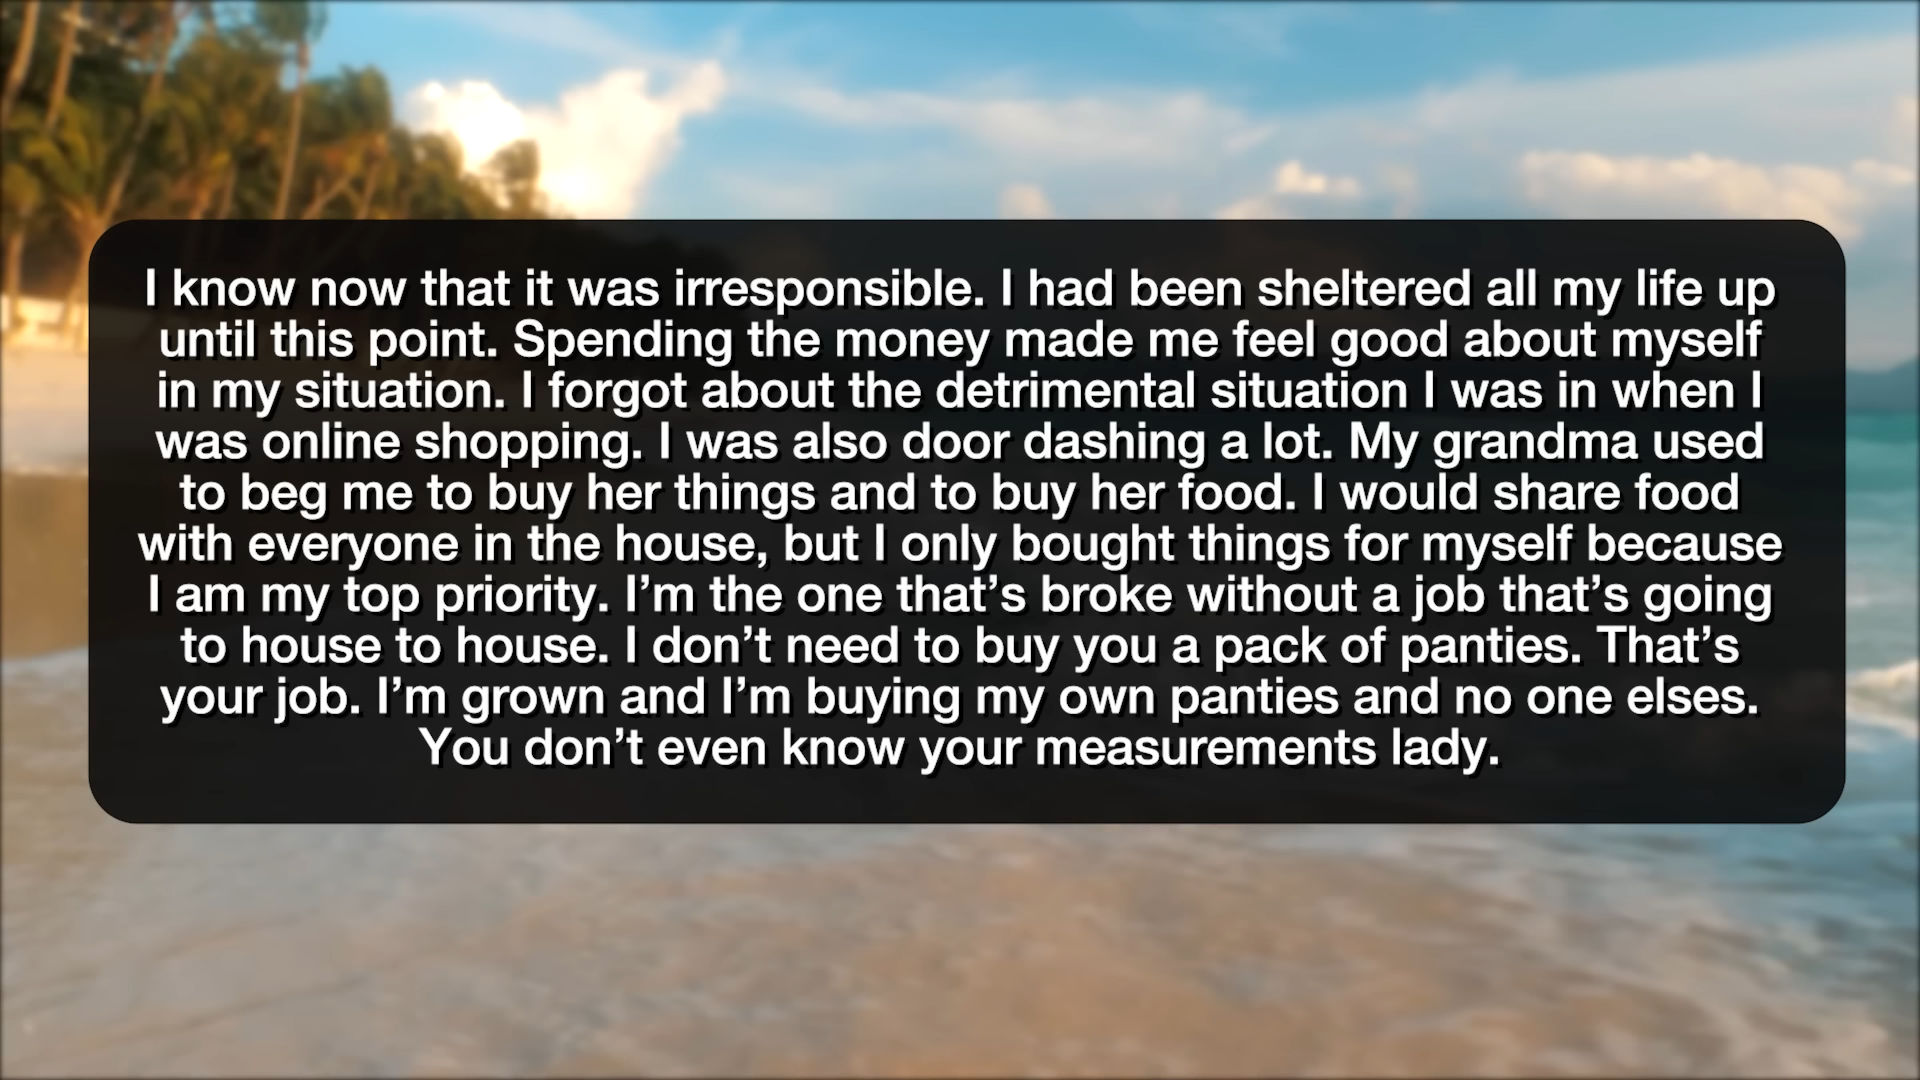 I know now that it was irresponsible. I had been sheltered all my life up
until this point. Spending the money made me feel good about myself
in my situation. I forgot about the detrimental situation I was in when I
was online shopping. I was also door dashing a lot. My grandma used
to beg me to buy her things and to buy her food. I would share food
with everyone in the house, but I only bought things for myself because
I am my top priority. I’m the one that’s broke without a job that’s going
to house to house. I don’t need to buy you a pack of panties. That’s
your job. I’m grown and I’m buying my own panties and no one elses.
You don’t even know your measurements lady.